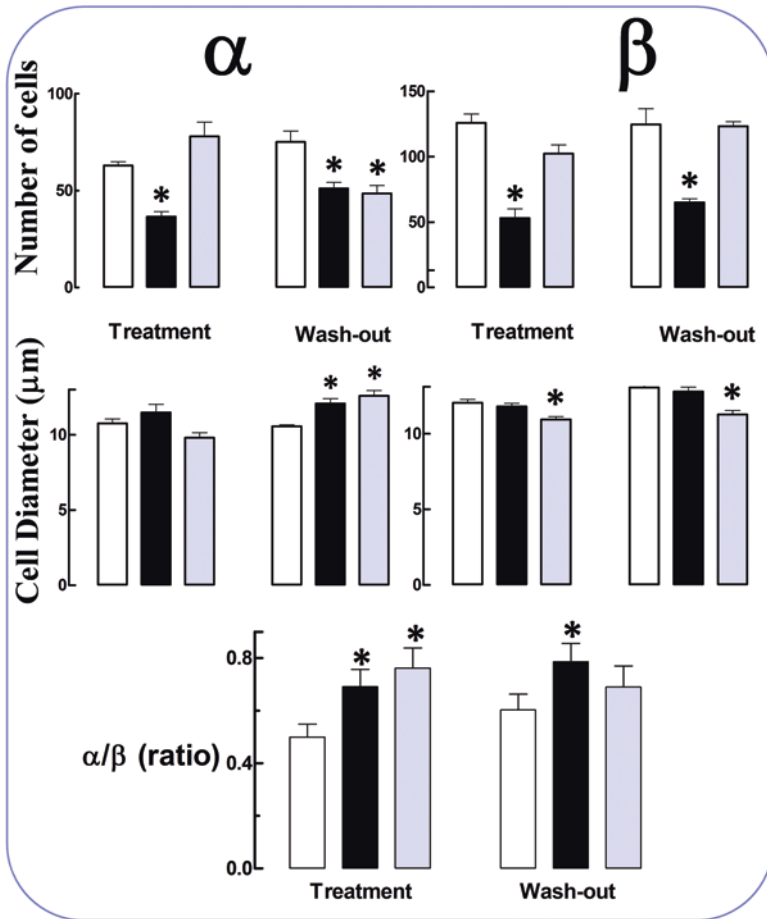 α β
Number of cells
100
50
0
* * *
150
100
50
0
* *
Treatment Wash-out Treatment Wash-out
Cell Diameter (μm)
10
5
0
* *
10
5
0
* *
α/β (ratio)
0.8
0.4
0.0
* * *
Treatment Wash-out